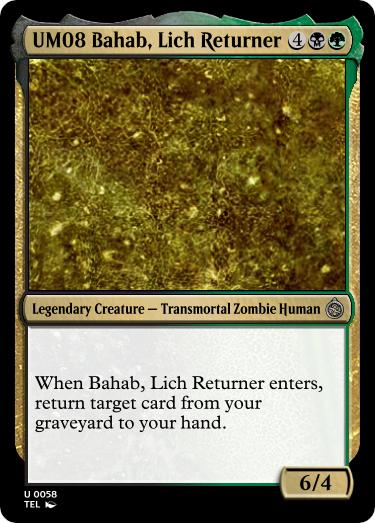 UM08 Bahab, Lich Returner 4
Legendary Creature — Transmortal Zombie Human
When Bahab, Lich Returner enters,
return target card from your
graveyard to your hand.
6/4
U 0058
TEL